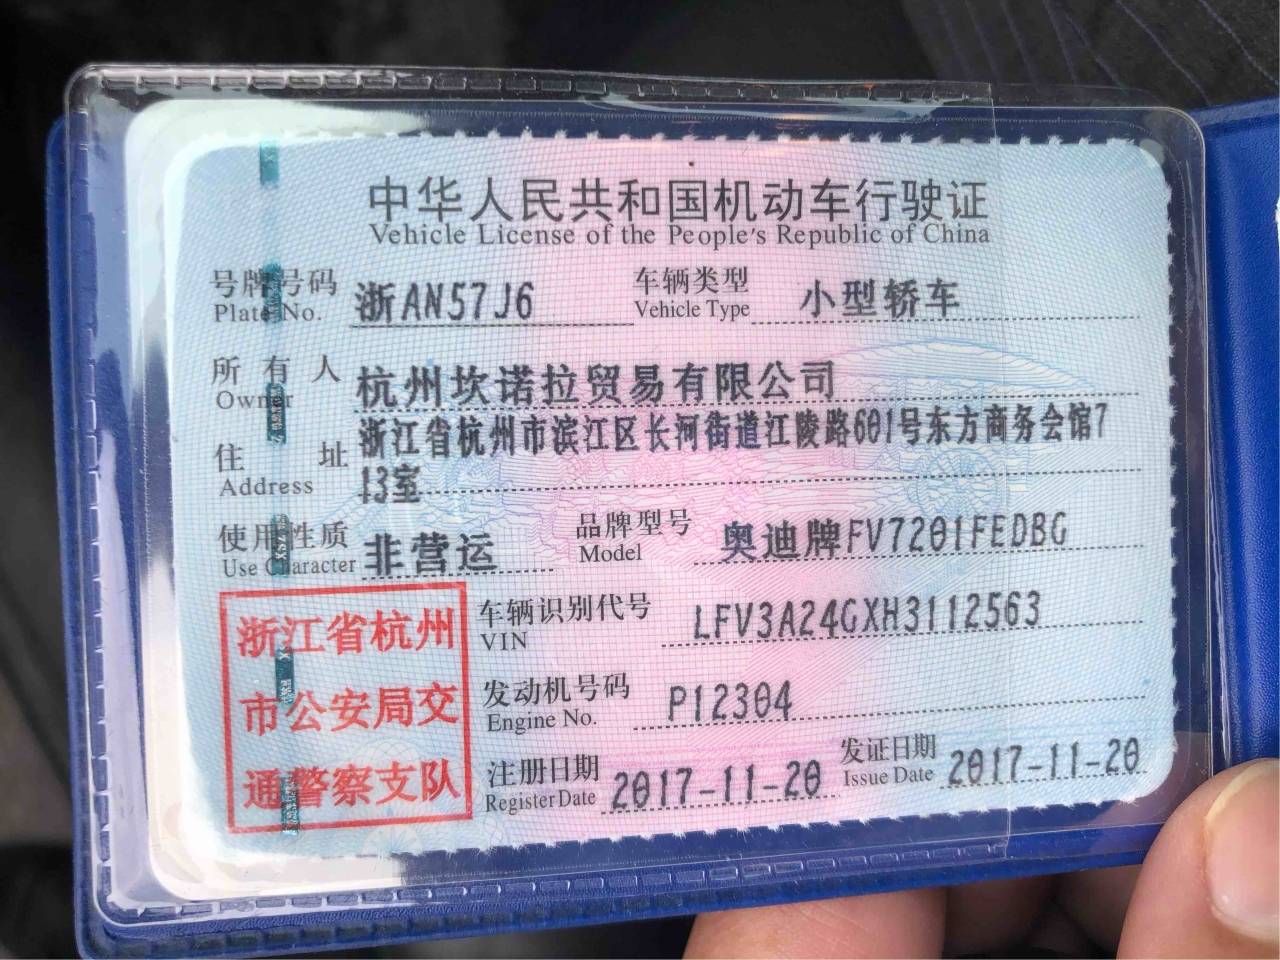 中华人民共和国机动车行驶证
Vehicle License of the People's Republic of China
号牌号码 浙AN57J6 车辆类型 小型轿车
Plate No. Vehicle Type
所有人 杭州坎诺拉贸易有限公司
Owner
住址 浙江省杭州市滨江区长河街道江陵路601号东方商务会馆7
Address 13室
使用性质 非营运 品牌型号 奥迪牌FV7201FEDBG
Use Character Model
浙江省杭州
市公安局交
通警察支队
车辆识别代号 LFV3A24GXH3112563
VIN
发动机号码 P12304
Engine No.
注册日期 2017-11-20 发证日期 2017-11-20
Register Date Issue Date